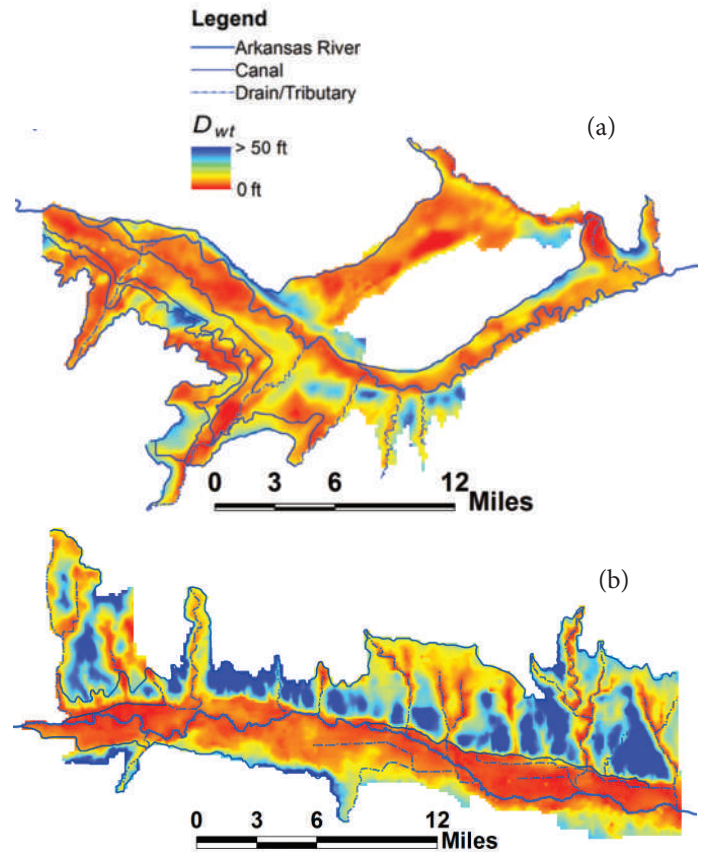 Legend
Arkansas River
Canal
Drain/Tributary
D_wt
> 50 ft
0 ft
(a)
0 3 6 12
Miles
(b)
0 3 6 12
Miles